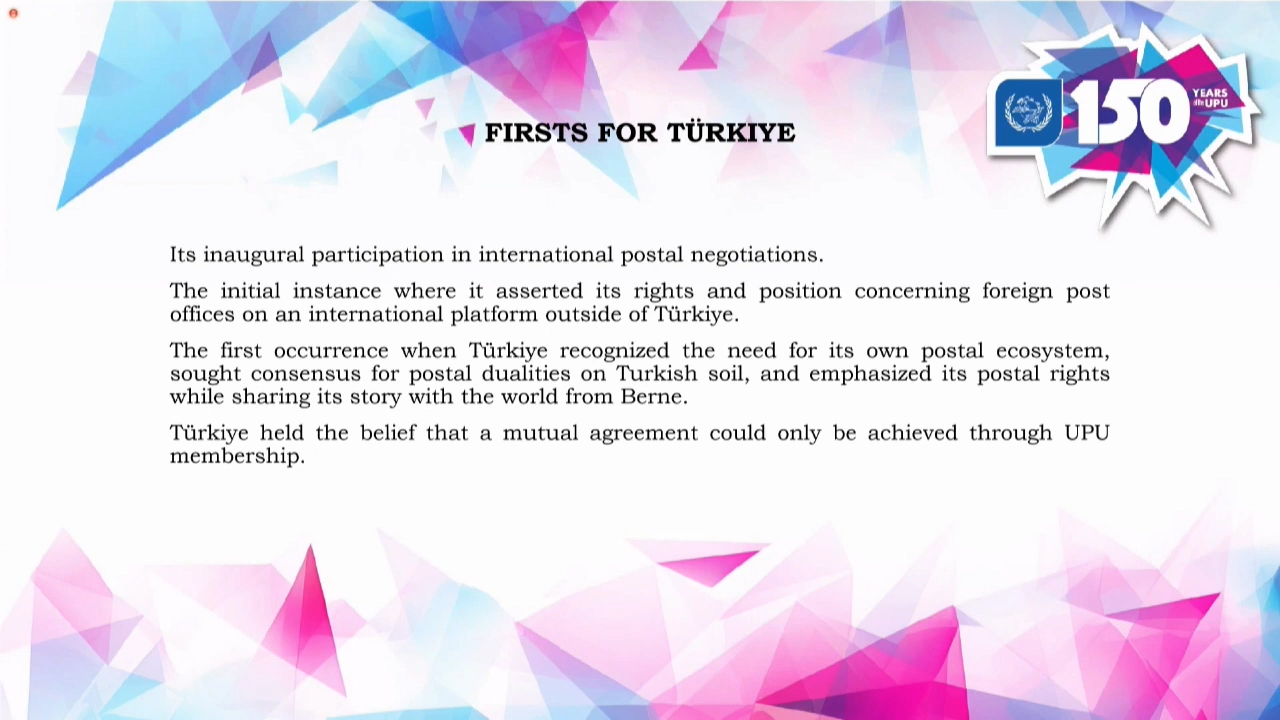 FIRSTS FOR TÜRKIYE
150
YEARS
UPU
Its inaugural participation in international postal negotiations.
The initial instance where it asserted its rights and position concerning foreign post
offices on an international platform outside of Türkiye.
The first occurrence when Türkiye recognized the need for its own postal ecosystem,
sought consensus for postal dualities on Turkish soil, and emphasized its postal rights
while sharing its story with the world from Berne.
Türkiye held the belief that a mutual agreement could only be achieved through UPU
membership.